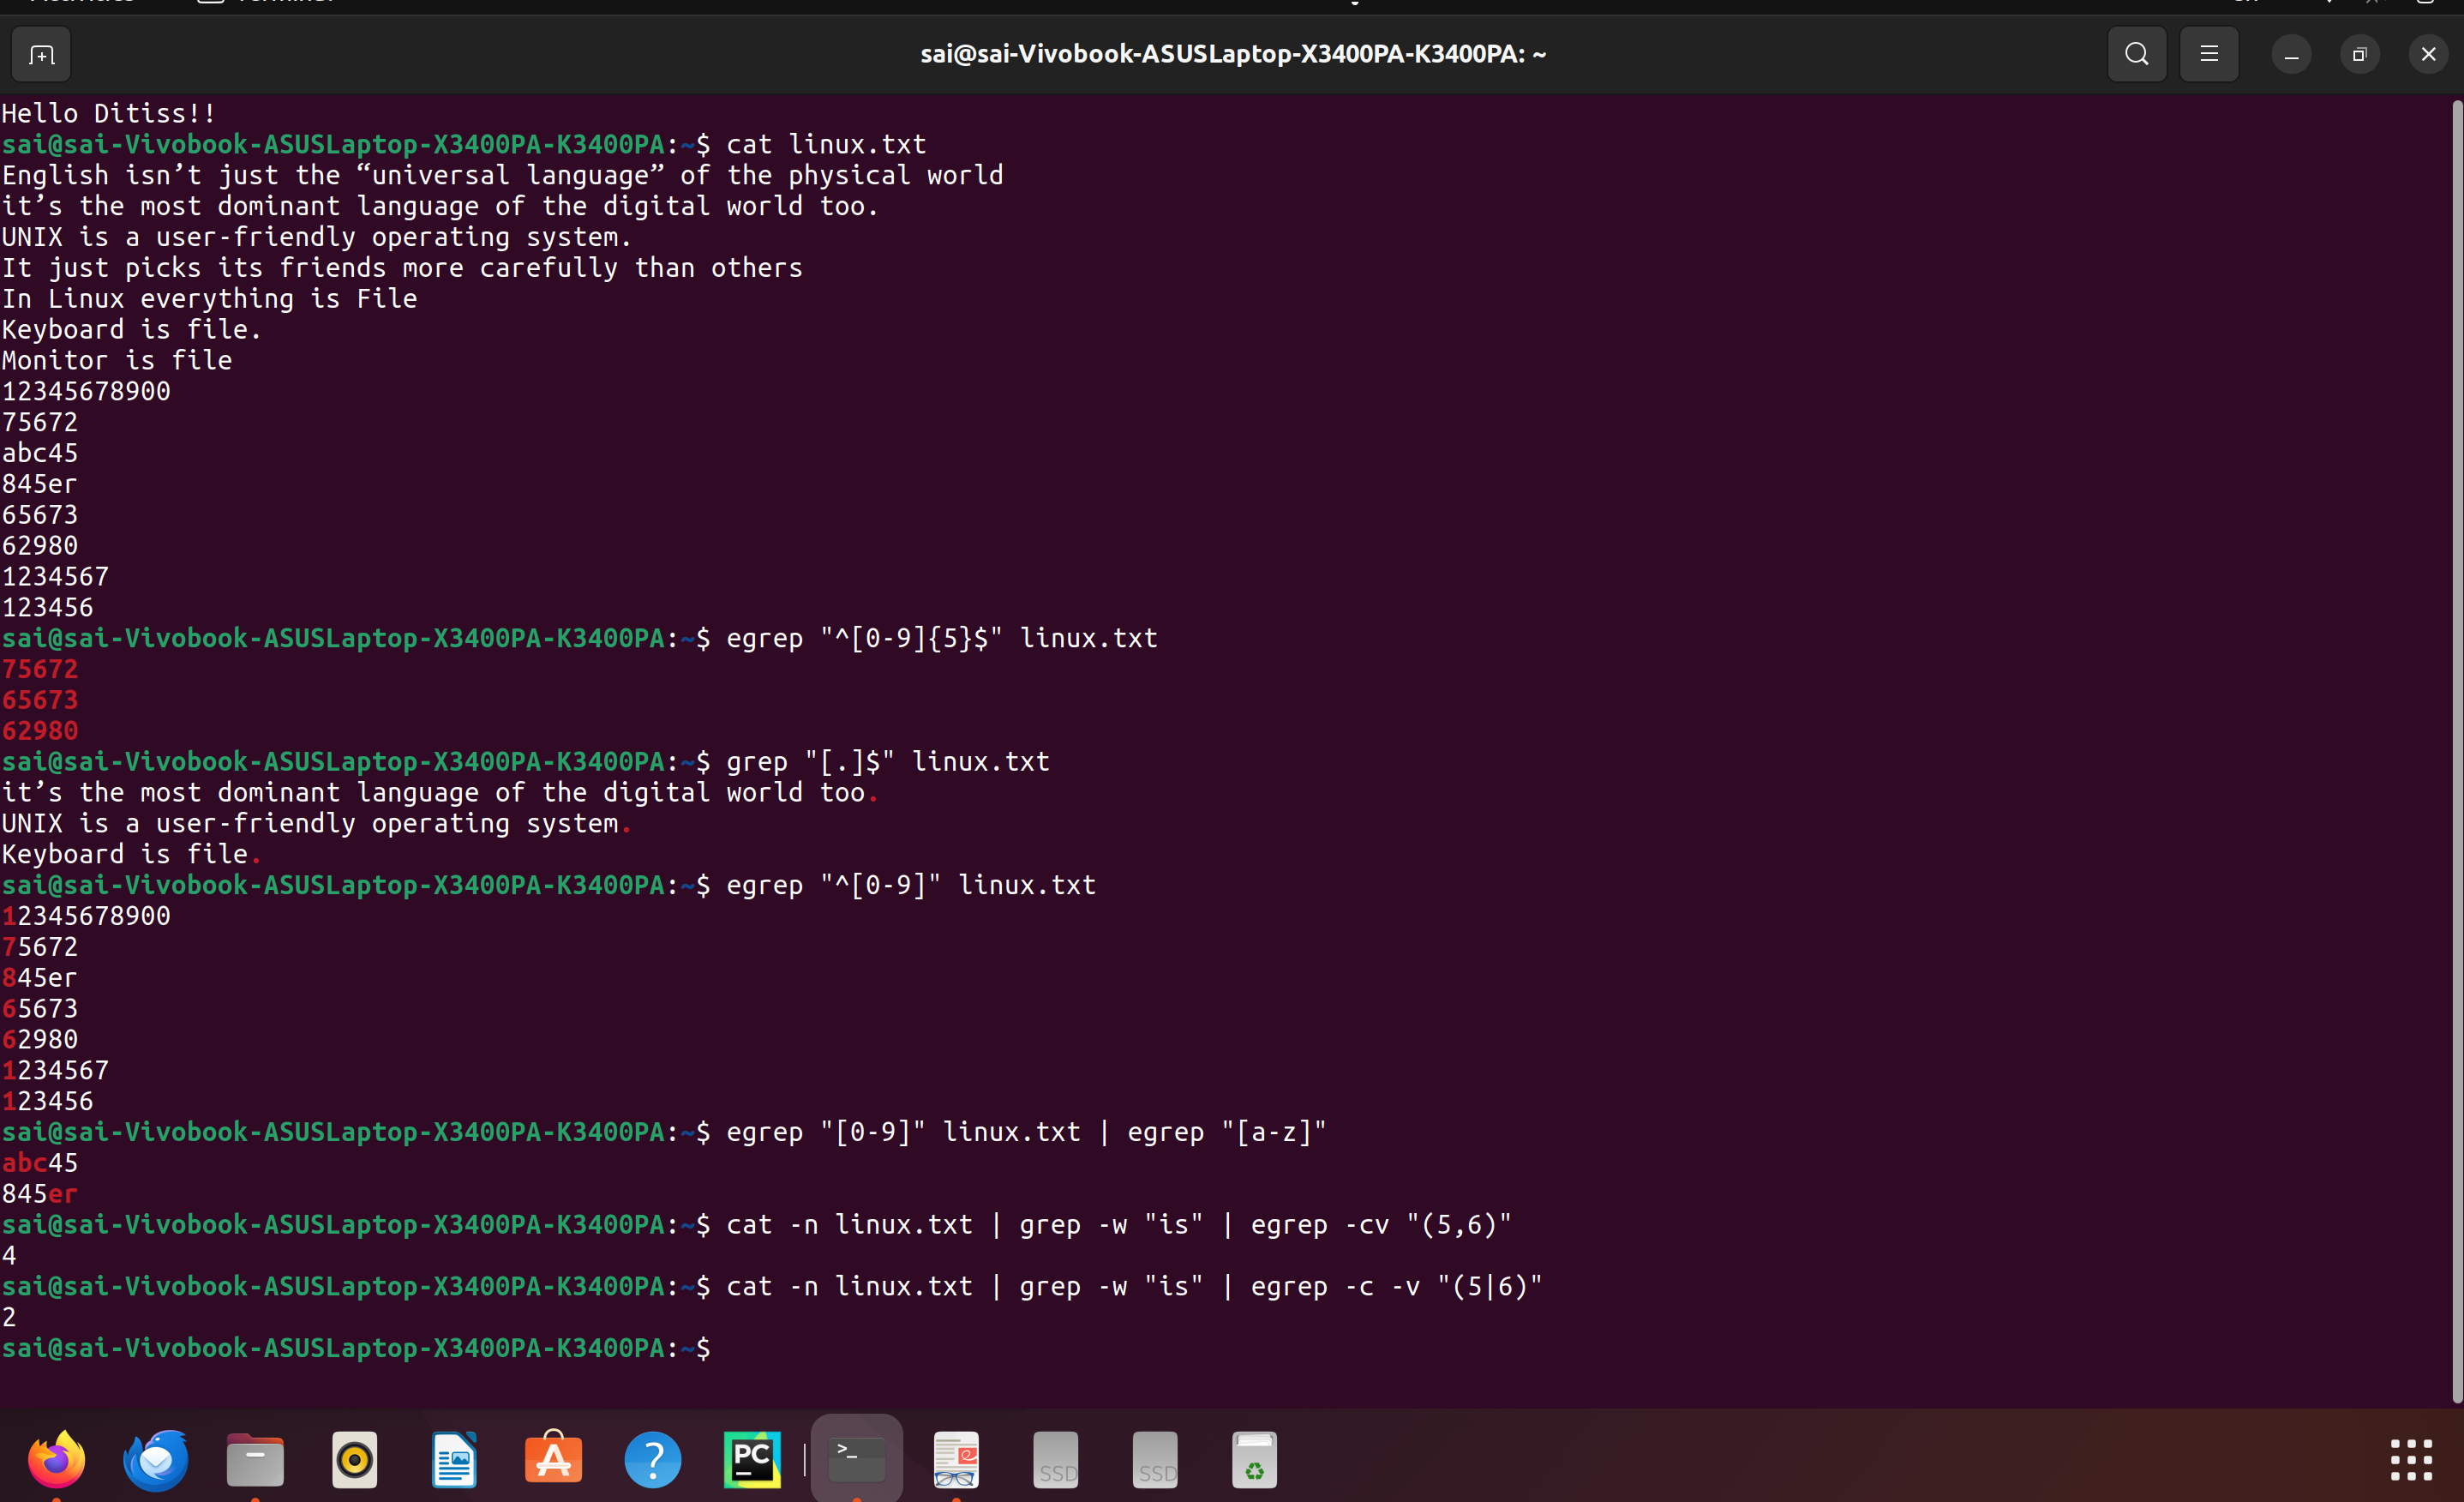 sai@sai-Vivobook-ASUSLaptop-X3400PA-K3400PA: ~
Hello Ditiss!!
sai@sai-Vivobook-ASUSLaptop-X3400PA-K3400PA:~$ cat linux.txt
English isn’t just the “universal language” of the physical world
it’s the most dominant language of the digital world too.
UNIX is a user-friendly operating system.
It just picks its friends more carefully than others
In Linux everything is File
Keyboard is file.
Monitor is file
12345678900
75672
abc45
845er
65673
62980
1234567
123456
sai@sai-Vivobook-ASUSLaptop-X3400PA-K3400PA:~$ egrep "^[0-9]{5}$" linux.txt
75672
65673
62980
sai@sai-Vivobook-ASUSLaptop-X3400PA-K3400PA:~$ grep "[.]$" linux.txt
it’s the most dominant language of the digital world too.
UNIX is a user-friendly operating system.
Keyboard is file.
sai@sai-Vivobook-ASUSLaptop-X3400PA-K3400PA:~$ egrep "^[0-9]" linux.txt
12345678900
75672
845er
65673
62980
1234567
123456
sai@sai-Vivobook-ASUSLaptop-X3400PA-K3400PA:~$ egrep "[0-9]" linux.txt | egrep "[a-z]"
abc45
845er
sai@sai-Vivobook-ASUSLaptop-X3400PA-K3400PA:~$ cat -n linux.txt | grep -w "is" | egrep -cv "(5,6)"
4
sai@sai-Vivobook-ASUSLaptop-X3400PA-K3400PA:~$ cat -n linux.txt | grep -w "is" | egrep -c -v "(5|6)"
2
sai@sai-Vivobook-ASUSLaptop-X3400PA-K3400PA:~$
PC
>_
SSD
SSD